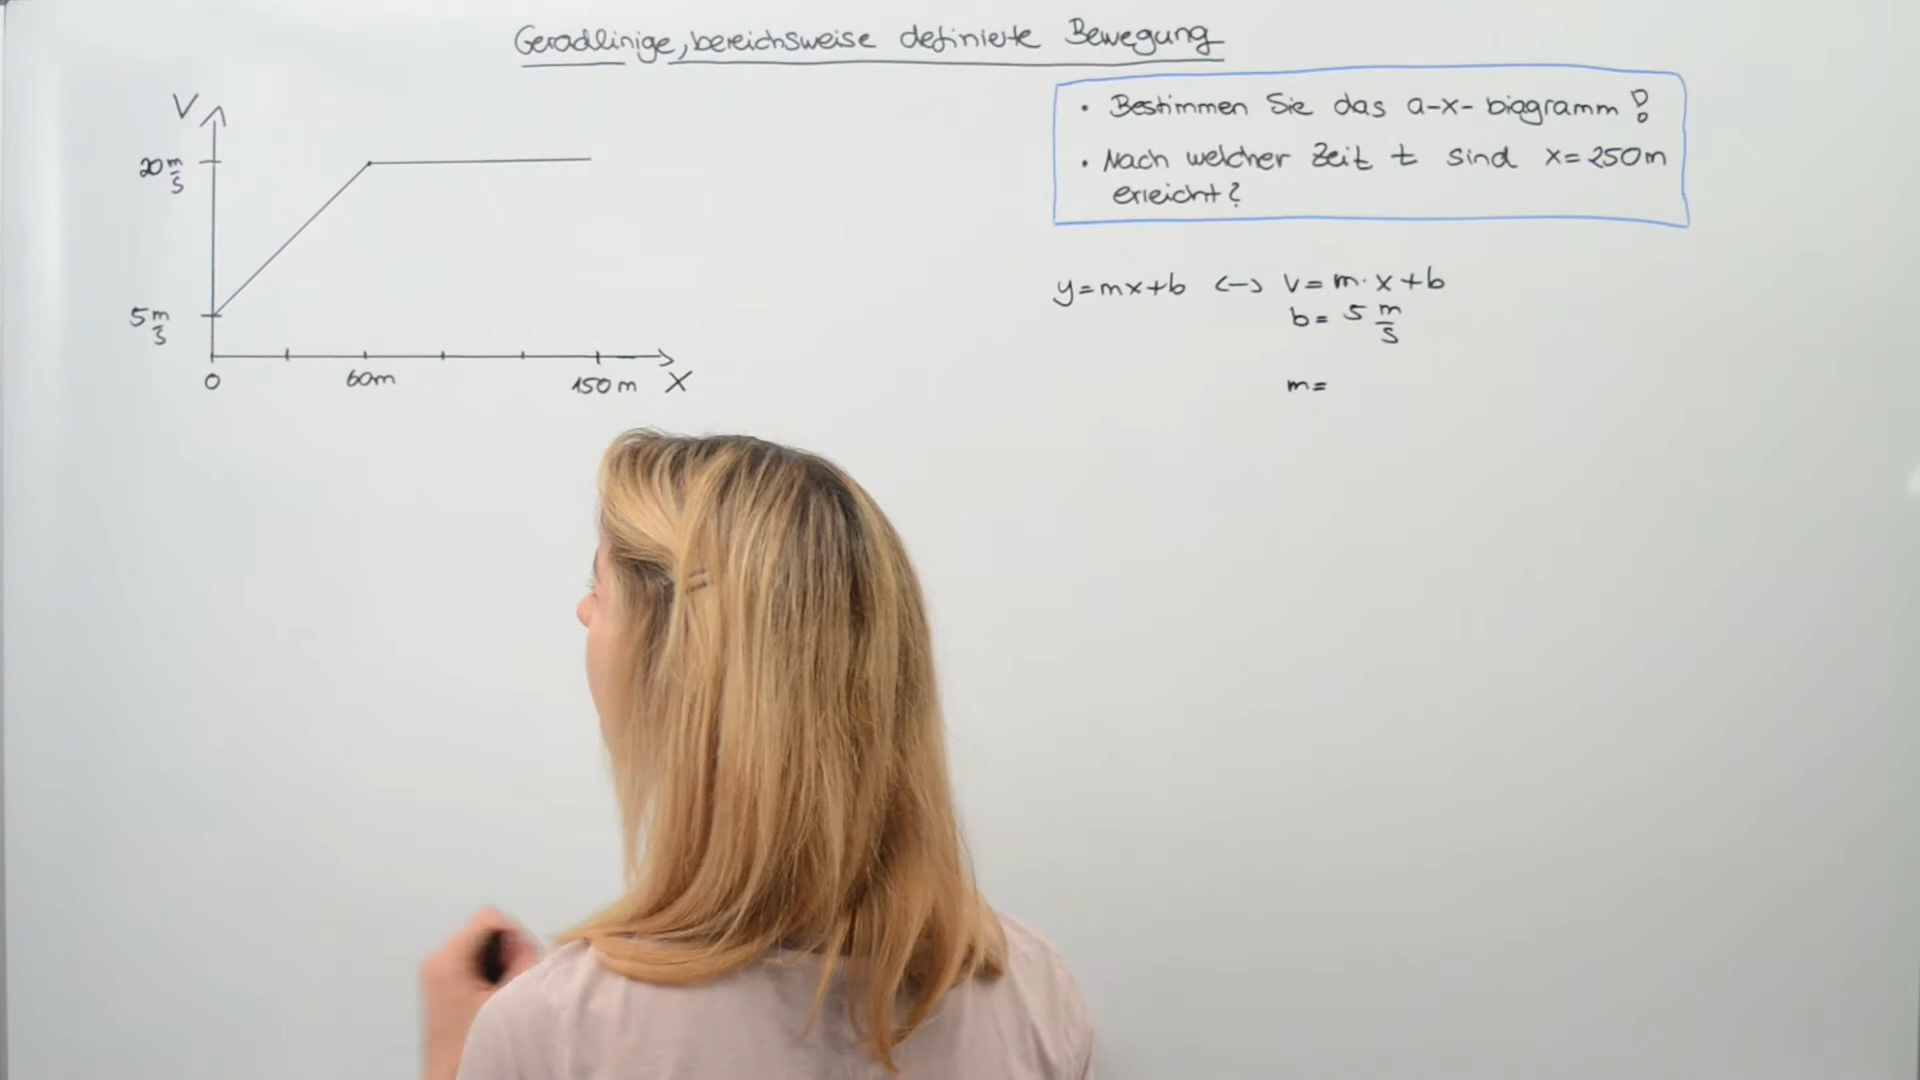 Geradlinige, bereichsweise definierte Bewegung
V
20 m/s
5 m/s
0
60m
150 m
X
• Bestimmen Sie das a-x-Diagramm!
• Nach welcher Zeit t sind x=250m
erreicht?
y=mx+b <-> v=m·x+b
b= 5 m/s
m=